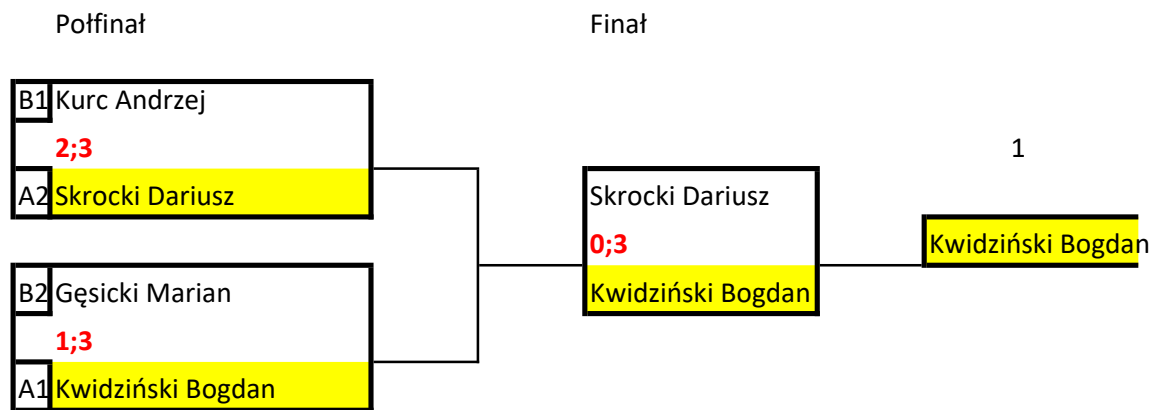 Połfinał Finał
B1 Kurc Andrzej
2;3
1
A2 Skrocki Dariusz
Skrocki Dariusz
0;3
Kwidziński Bogdan
B2 Gęsicki Marian
Kwidziński Bogdan
1;3
A1 Kwidziński Bogdan